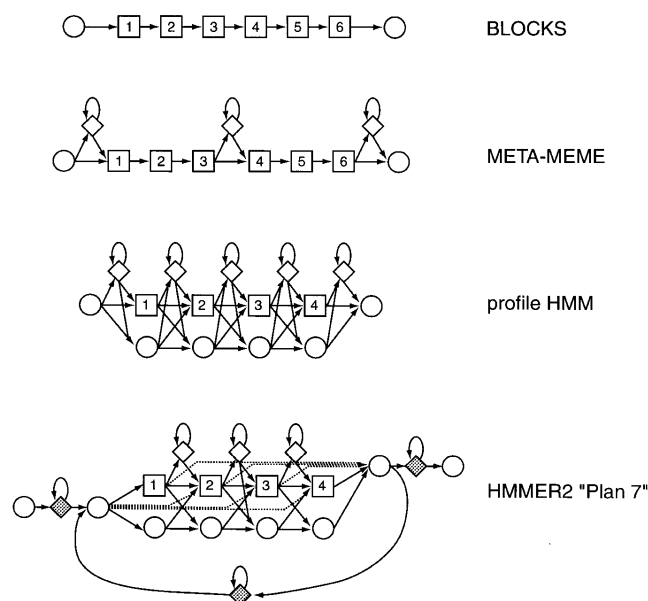 1 2 3 4 5 6 BLOCKS
1 2 3 4 5 6 META-MEME
1 2 3 4 profile HMM
1 2 3 4 HMMER2 "Plan 7"